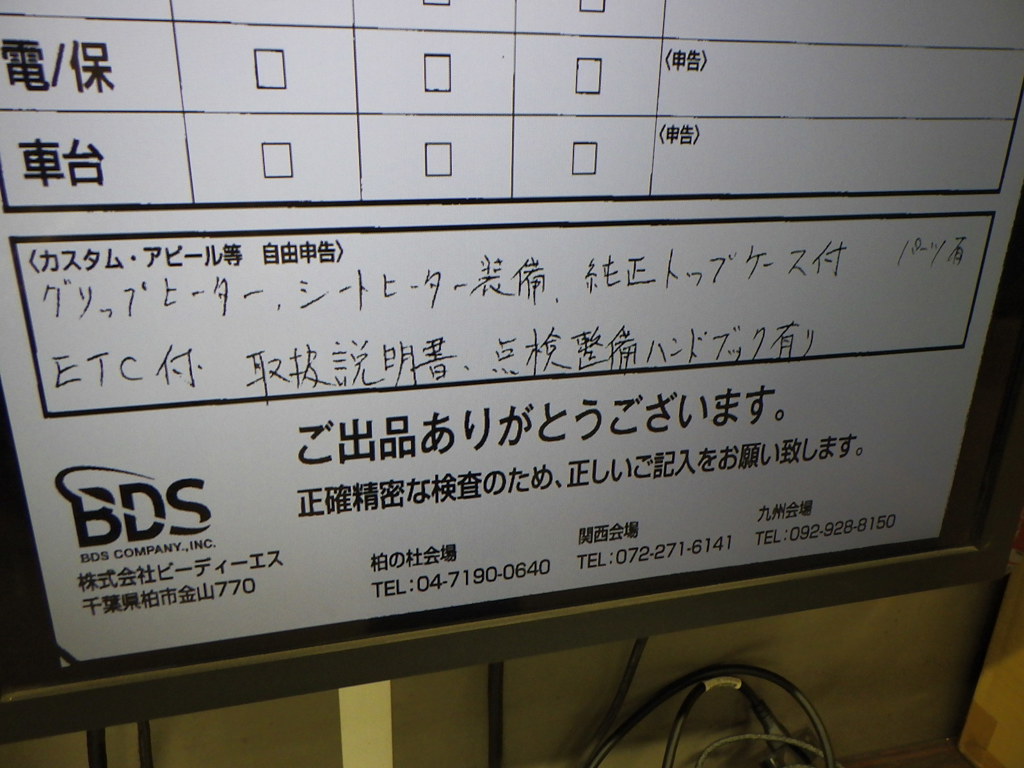 電/保 □ □ □ 〈申告〉
車台 □ □ □ 〈申告〉
〈カスタム・アピール等 自由申告〉
グリップヒーター、シートヒーター装備、純正トップケース付 パーツ有
ETC付、取扱説明書、点検整備ハンドブック有り
ご出品ありがとうございます。
正確精密な検査のため、正しいご記入をお願い致します。
BDS
BDS COMPANY.,INC.
株式会社ビーディーエス
千葉県柏市金山770
柏の杜会場
TEL:04-7190-0640
関西会場
TEL:072-271-6141
九州会場
TEL:092-928-8150